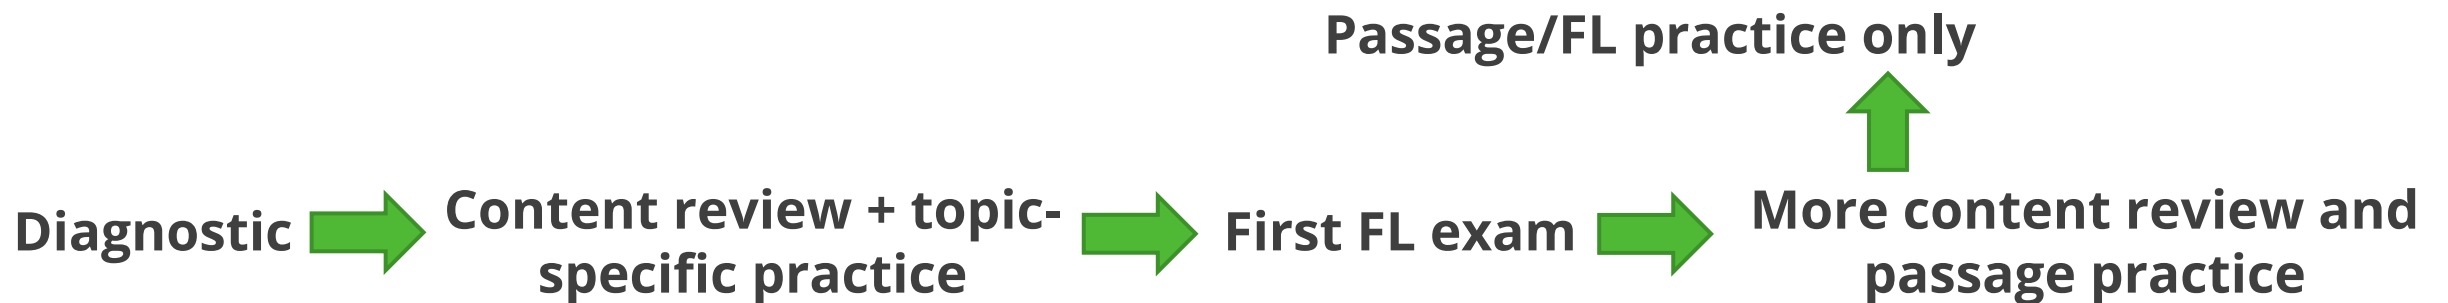 Passage/FL practice only
Diagnostic
Content review + topic-
specific practice
First FL exam
More content review and
passage practice